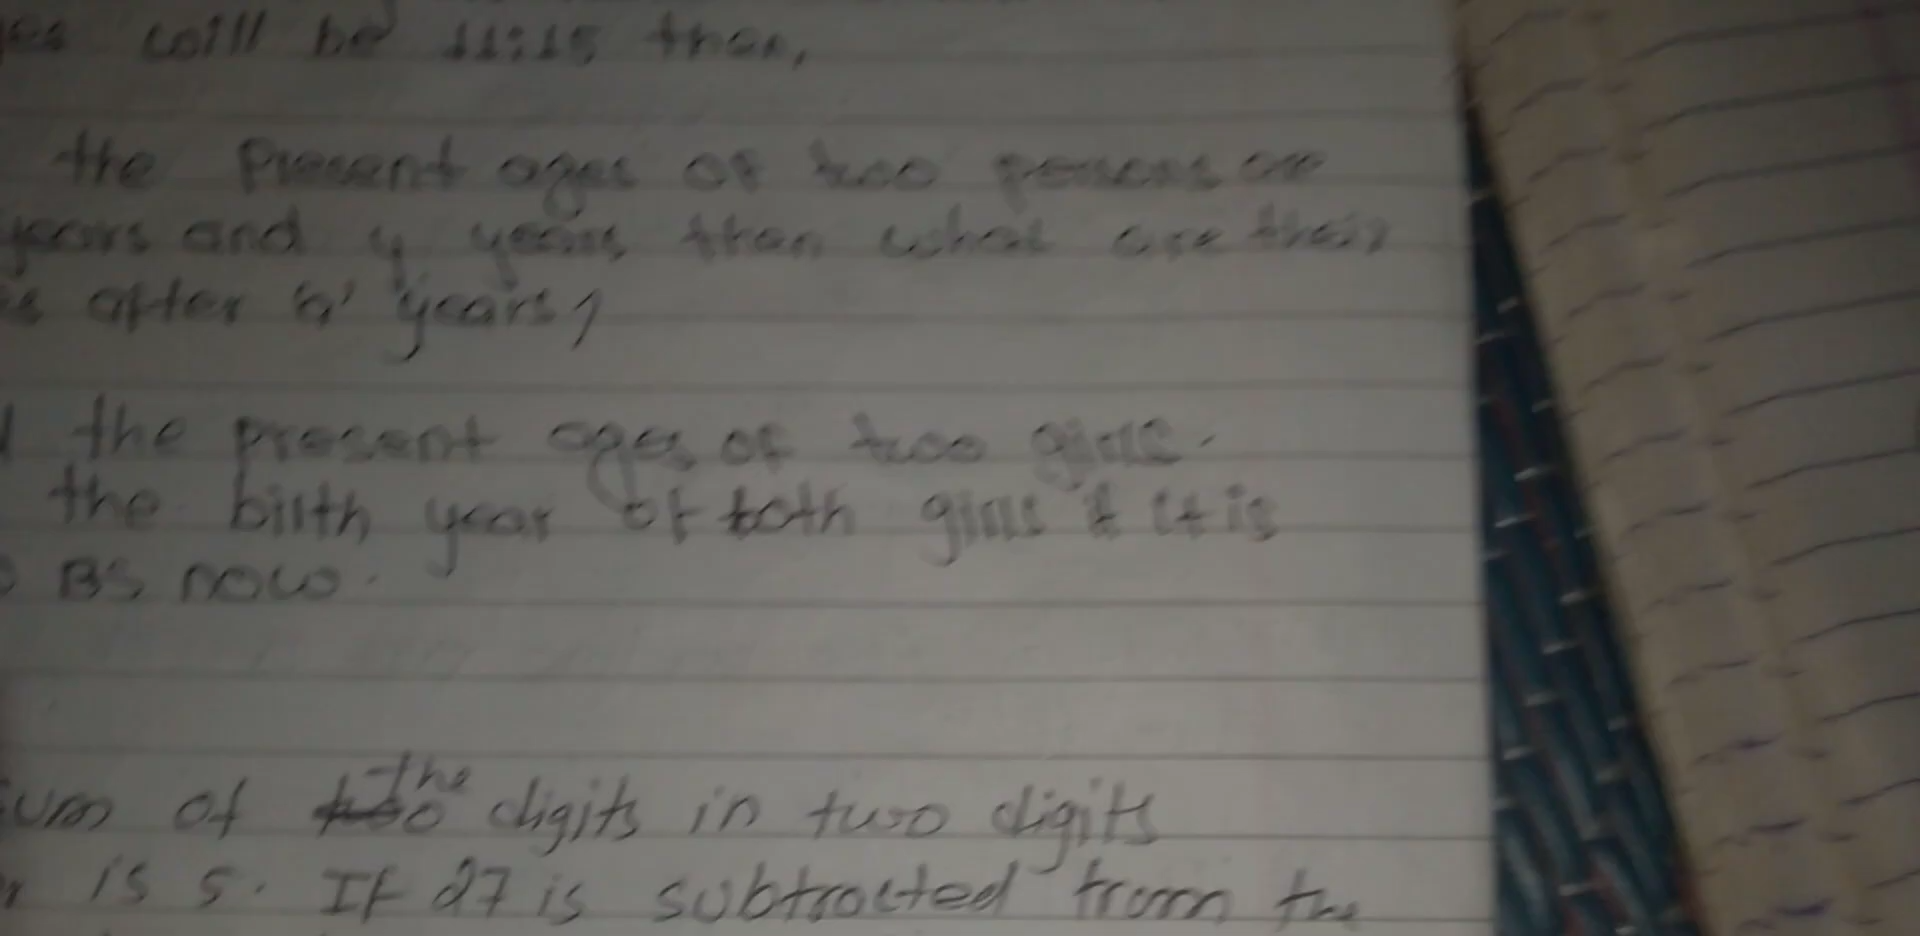 will be 11:15 then,
the Present ages of two persons are
years and y years then what are their
after 'n' years?
the present ages of two girls.
the birth year of both girls if it is
BS now.
sum of the digits in two digits
is 5. If 27 is subtracted from the